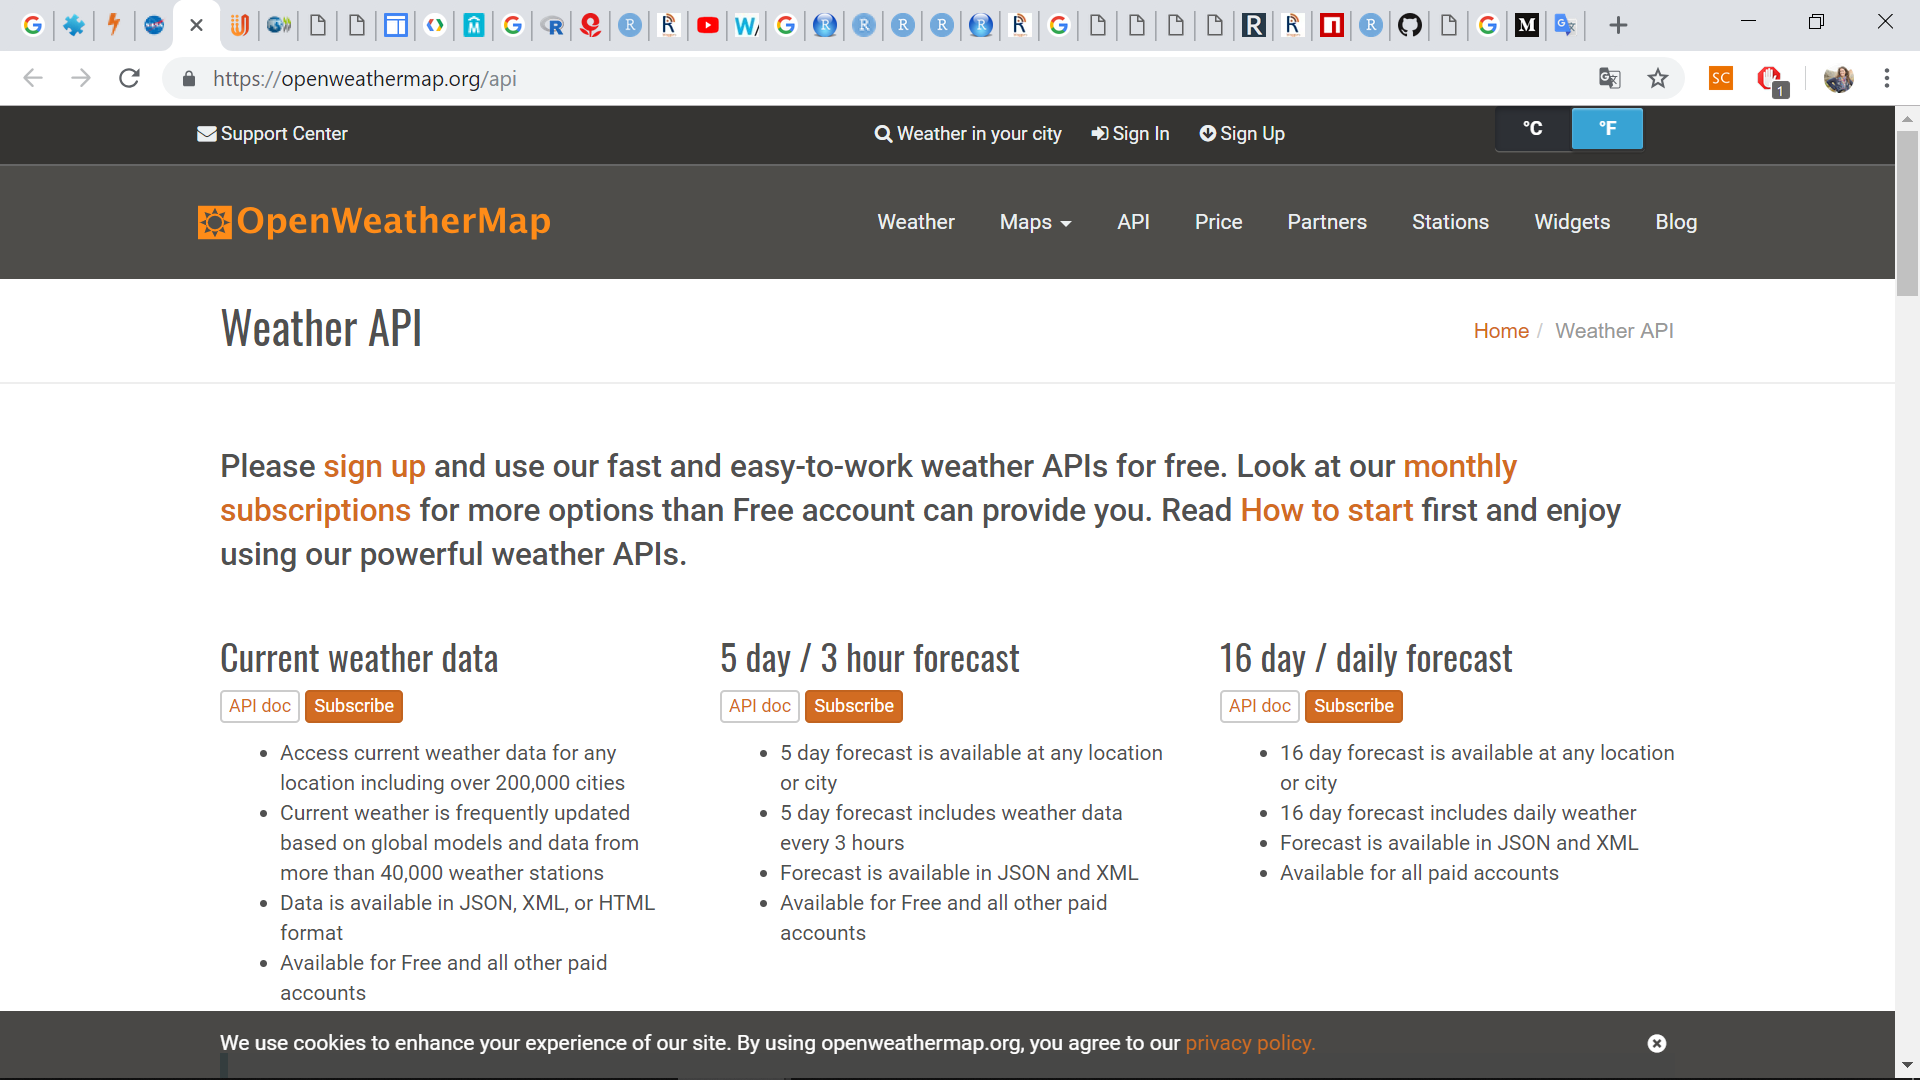 https://openweathermap.org/api
SC
1
Support Center
Weather in your city
Sign In
Sign Up
°C
°F
OpenWeatherMap
Weather
Maps
API
Price
Partners
Stations
Widgets
Blog
Weather API
Home / Weather API
Please sign up and use our fast and easy-to-work weather APIs for free. Look at our monthly
subscriptions for more options than Free account can provide you. Read How to start first and enjoy
using our powerful weather APIs.
Current weather data
API doc Subscribe
• Access current weather data for any
location including over 200,000 cities
• Current weather is frequently updated
based on global models and data from
more than 40,000 weather stations
• Data is available in JSON, XML, or HTML
format
• Available for Free and all other paid
accounts
5 day / 3 hour forecast
API doc Subscribe
• 5 day forecast is available at any location
or city
• 5 day forecast includes weather data
every 3 hours
• Forecast is available in JSON and XML
• Available for Free and all other paid
accounts
16 day / daily forecast
API doc Subscribe
• 16 day forecast is available at any location
or city
• 16 day forecast includes daily weather
• Forecast is available in JSON and XML
• Available for all paid accounts
We use cookies to enhance your experience of our site. By using openweathermap.org, you agree to our privacy policy.